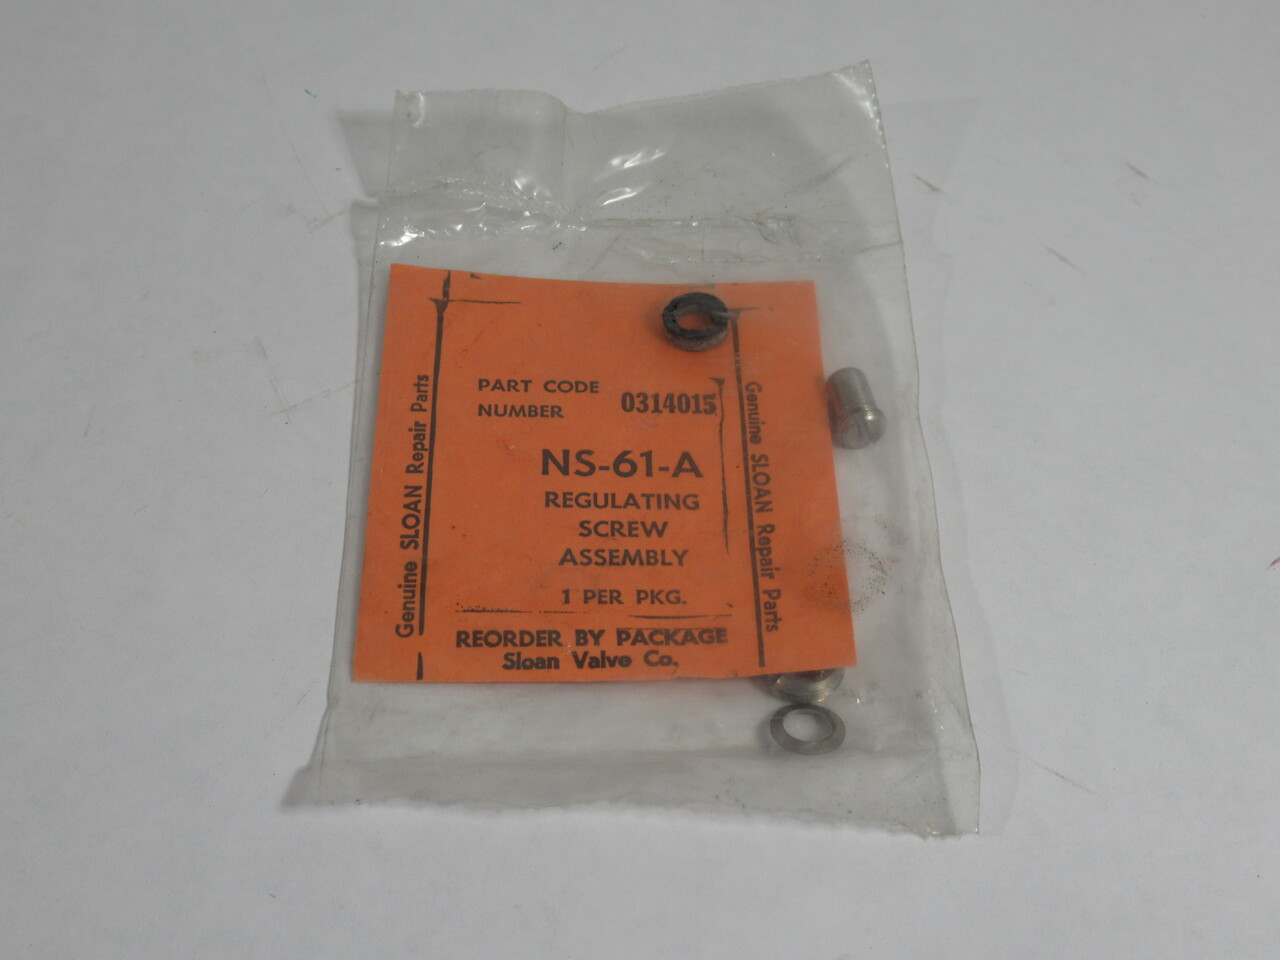 Genuine SLOAN Repair Parts
PART CODE
NUMBER 0314015
NS-61-A
REGULATING
SCREW
ASSEMBLY
1 PER PKG.
REORDER BY PACKAGE
Sloan Valve Co.
Genuine SLOAN Repair Parts